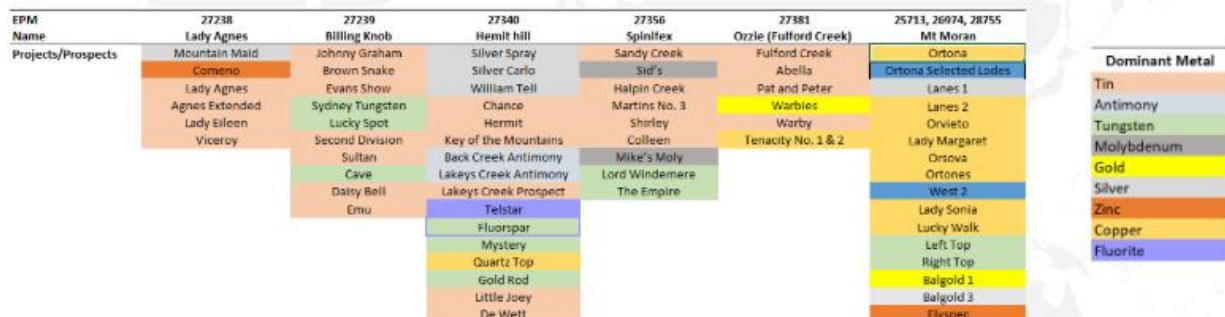 EPM 27238 27239 27340 27356 27381 25713, 26974, 28755
Name Lady Agnes Billing Knob Hemit hill Spinifex Ozzie (Fulford Creek) Mt Moran
Projects/Prospects Mountain Maid Johnny Graham Silver Spray Sandy Creek Fulford Creek Ortona
Comeno Brown Snake Silver Carlo Sid's Abella Ortona Selected Lodes
Lady Agnes Evans Show William Tell Halpin Creek Pat and Peter Lanes 1
Agnes Extended Sydney Tungsten Chance Martins No. 3 Warbies Lanes 2
Lady Eileen Lucky Spot Hermit Shirley Warby Orvieto
Viceroy Second Division Key of the Mountains Colleen Tenacity No. 1 & 2 Lady Margaret
Sultan Back Creek Antimony Mike's Moly Orsova
Cave Lakeys Creek Antimony Lord Windemere Ortones
Daisy Bell Lakeys Creek Prospect The Empire West 2
Emu Telstar Lady Sonia
Fluorspar Lucky Walk
Mystery Left Top
Quartz Top Right Top
Gold Rod Balgold 1
Little Joey Balgold 3
De Wett Flyspec
Dominant Metal
Tin
Antimony
Tungsten
Molybdenum
Gold
Silver
Zinc
Copper
Fluorite